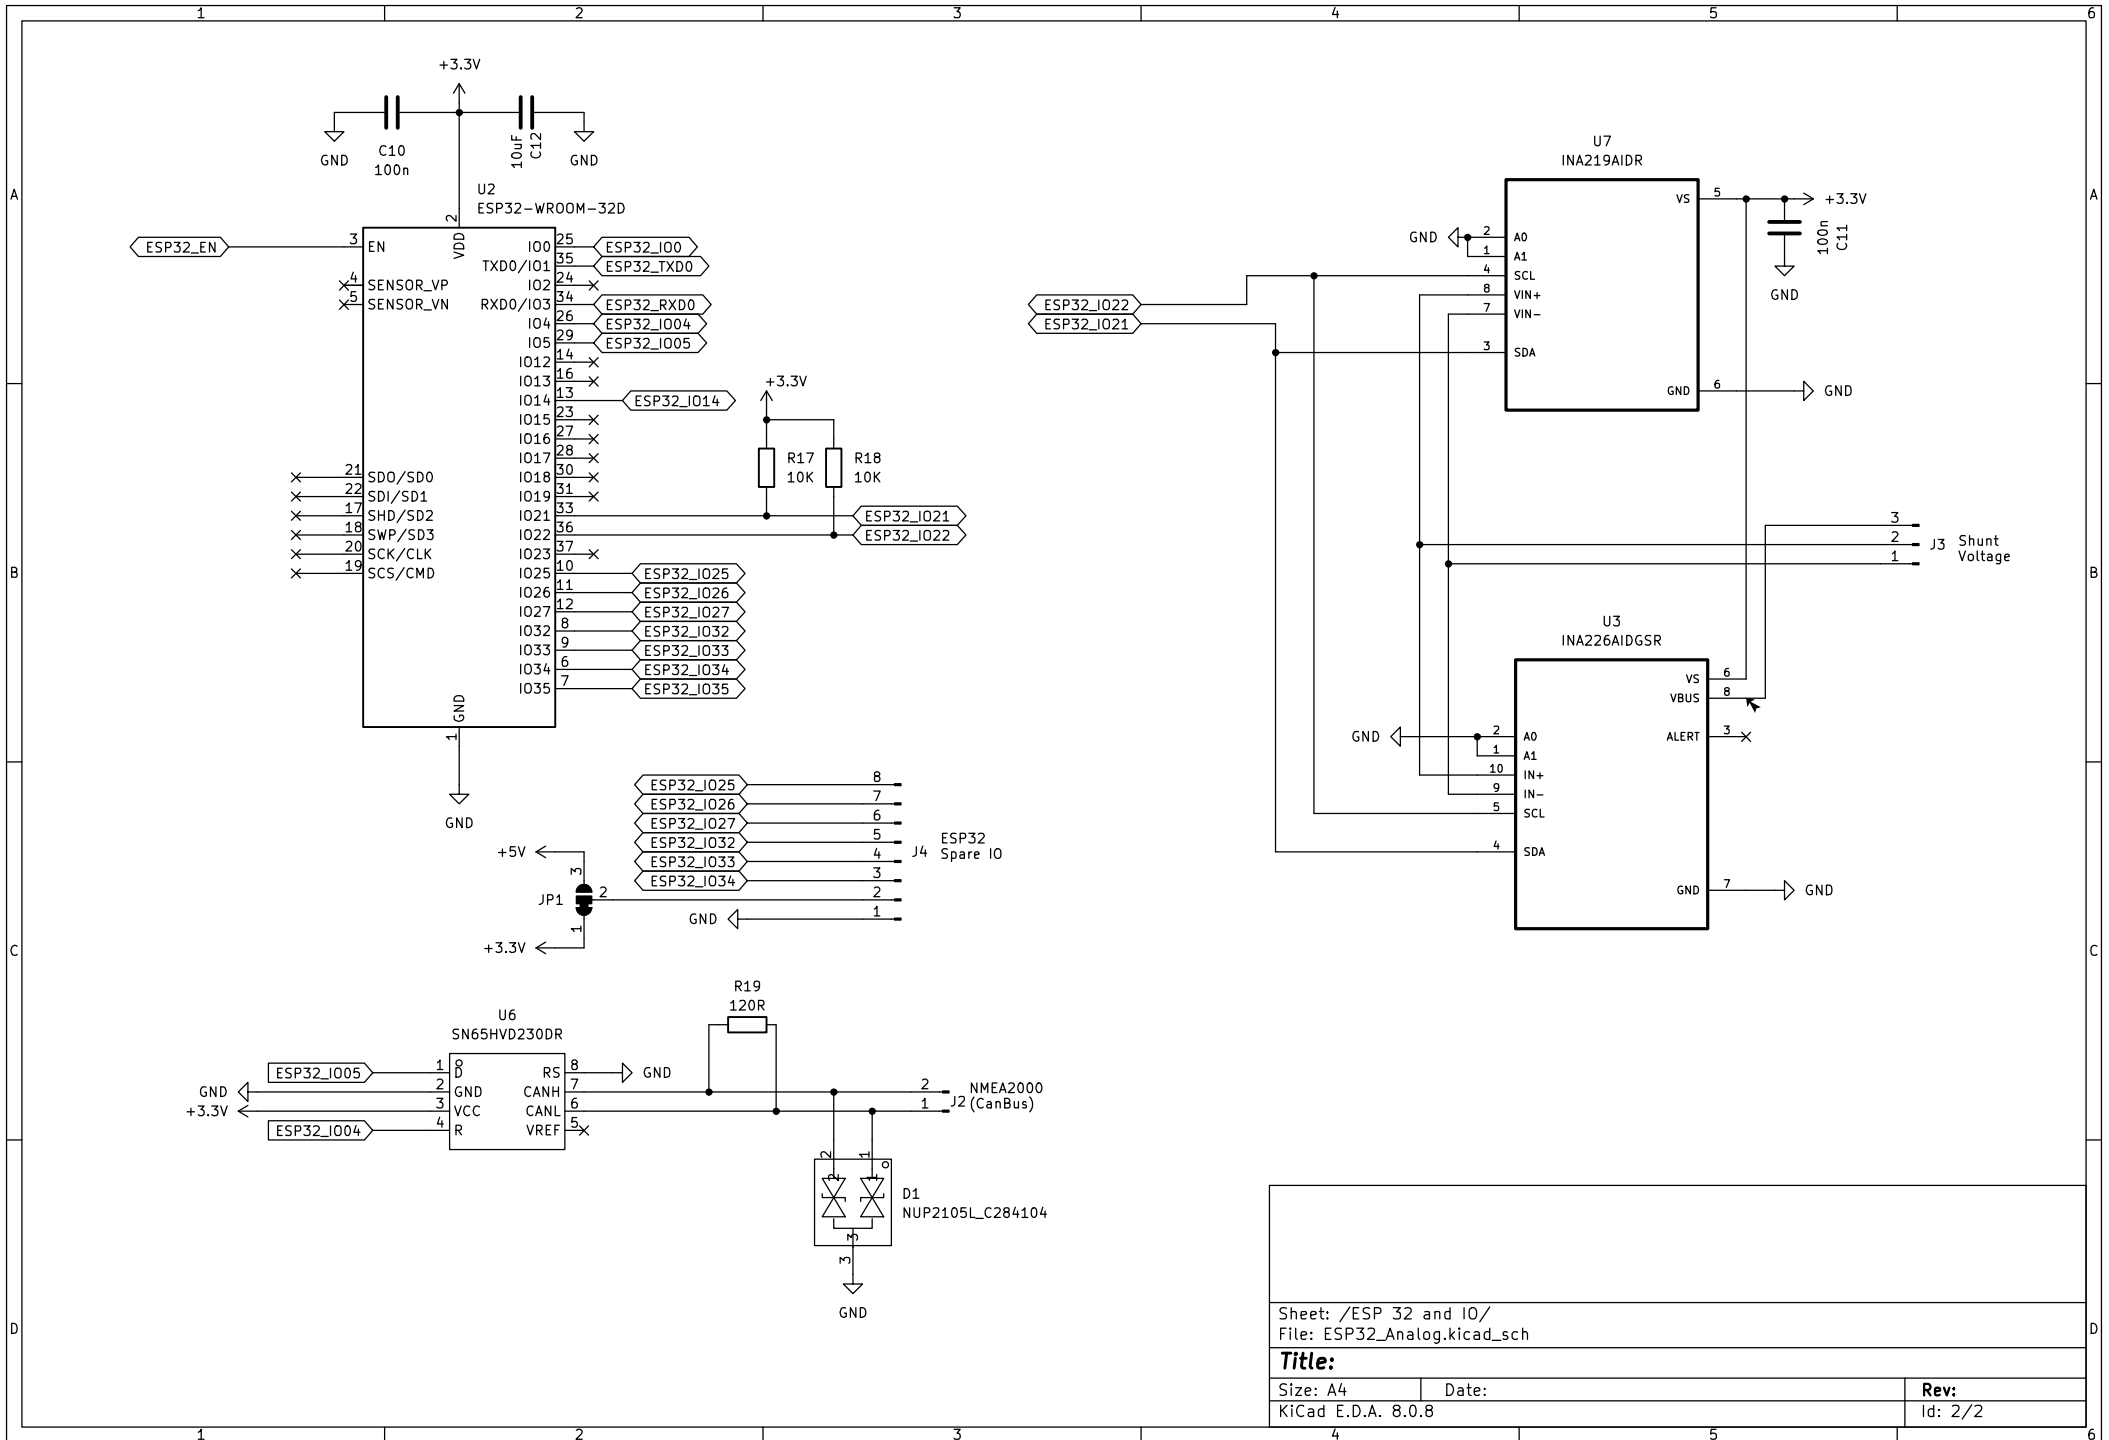 1 2 3 4 5 6
A
B
C
D
+3.3V
GND
C10
100n
10uF
C12
GND
U2
ESP32-WROOM-32D
ESP32_EN
3 EN
2
VDD
4 SENSOR_VP
5 SENSOR_VN
21 SDO/SD0
22 SDI/SD1
17 SHD/SD2
18 SWP/SD3
20 SCK/CLK
19 SCS/CMD
IO0 25 ESP32_IO0
TXD0/IO1 35 ESP32_TXD0
IO2 24
RXD0/IO3 34 ESP32_RXD0
IO4 26 ESP32_IO04
IO5 29 ESP32_IO05
IO12 14
IO13 16
IO14 13 ESP32_IO14
IO15 23
IO16 27
IO17 28
IO18 30
IO19 31
IO21 33 ESP32_IO21
IO22 36 ESP32_IO22
IO23 37
IO25 10 ESP32_IO25
IO26 11 ESP32_IO26
IO27 12 ESP32_IO27
IO32 8 ESP32_IO32
IO33 9 ESP32_IO33
IO34 6 ESP32_IO34
IO35 7 ESP32_IO35
GND
1
GND
+3.3V
R17
10K
R18
10K
ESP32_IO25 8
ESP32_IO26 7
ESP32_IO27 6
ESP32_IO32 5
ESP32_IO33 4
ESP32_IO34 3
2
GND 1
J4
ESP32
Spare IO
+5V
3
JP1
2
1
+3.3V
R19
120R
U6
SN65HVD230DR
ESP32_IO05 1 D
GND 2 GND
+3.3V 3 VCC
ESP32_IO04 4 R
RS 8 GND
CANH 7
CANL 6
VREF 5
2
1
J2
NMEA2000
(CanBus)
2 1
2 1
3
3
D1
NUP2105L_C284104
GND
U7
INA219AIDR
VS 5 +3.3V
100n
C11
GND
GND 2 A0
1 A1
4 SCL
8 VIN+
7 VIN-
3 SDA
GND 6 GND
ESP32_IO22
ESP32_IO21
3
2
1
J3
Shunt
Voltage
U3
INA226AIDGSR
VS 6
VBUS 8
ALERT 3
GND 2 A0
1 A1
10 IN+
9 IN-
5 SCL
4 SDA
GND 7 GND
A
B
C
D
Sheet: /ESP 32 and IO/
File: ESP32_Analog.kicad_sch
Title:
Size: A4 Date: Rev:
KiCad E.D.A. 8.0.8 Id: 2/2
1 2 3 4 5 6